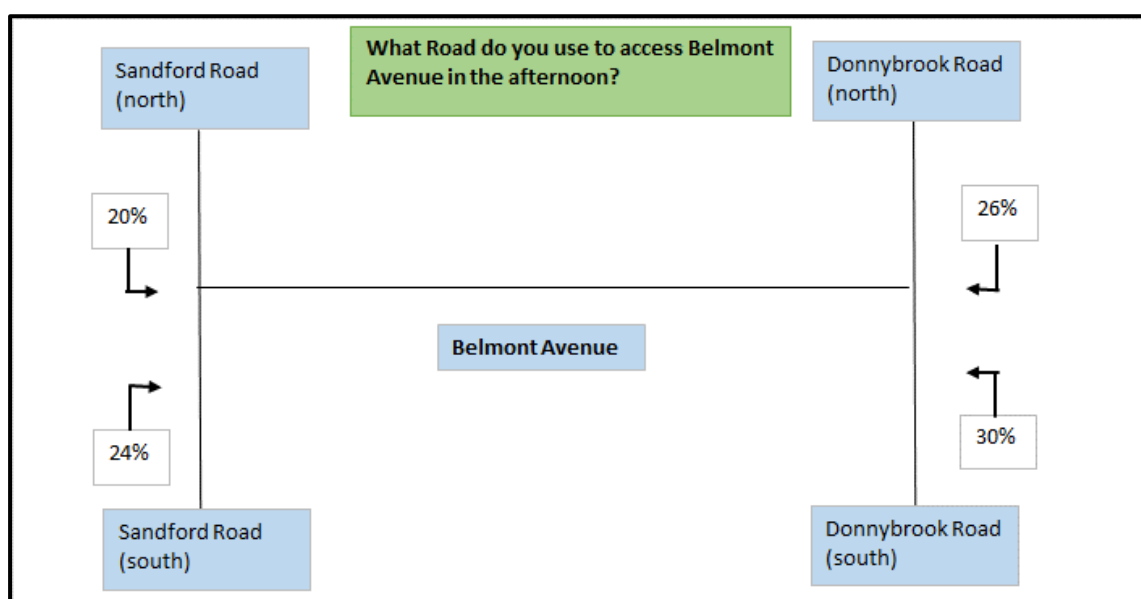 What Road do you use to access Belmont
Avenue in the afternoon?
Sandford Road
(north)
Donnybrook Road
(north)
20%
26%
Belmont Avenue
24%
30%
Sandford Road
(south)
Donnybrook Road
(south)